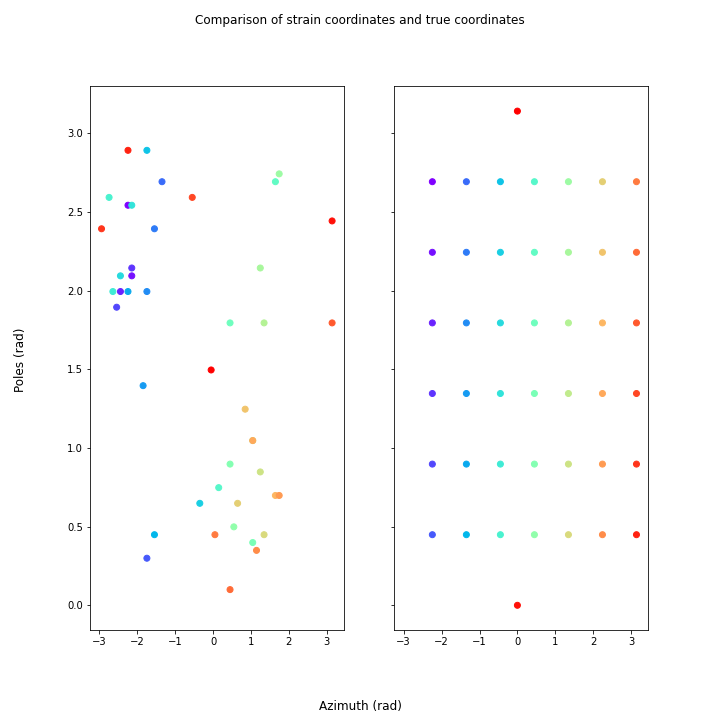 Comparison of strain coordinates and true coordinates
3.0
2.5
2.0
1.5
1.0
0.5
0.0
Poles (rad)
−3 −2 −1 0 1 2 3
−3 −2 −1 0 1 2 3
Azimuth (rad)